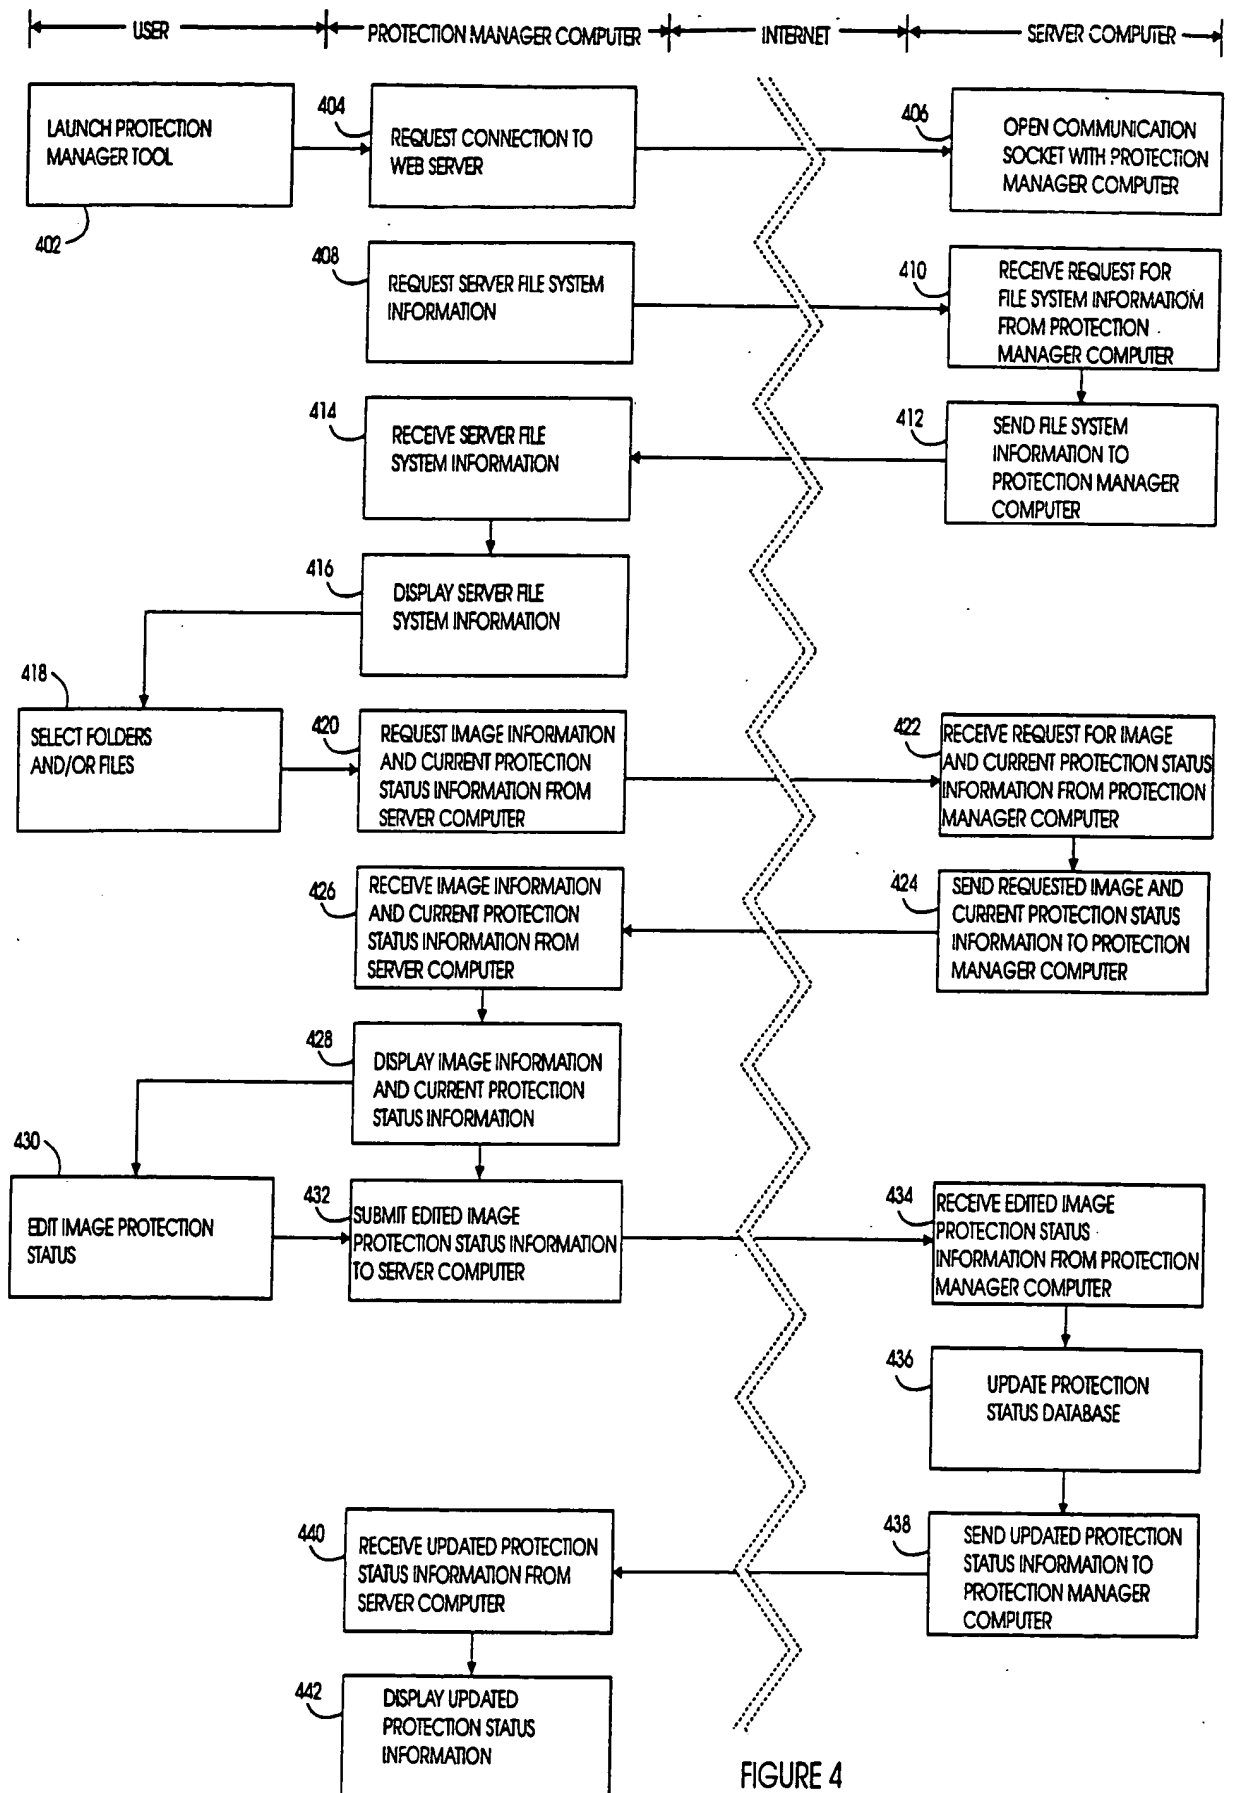 USER
PROTECTION MANAGER COMPUTER
INTERNET
SERVER COMPUTER
LAUNCH PROTECTION
MANAGER TOOL
402
404
REQUEST CONNECTION TO
WEB SERVER
406
OPEN COMMUNICATION
SOCKET WITH PROTECTION
MANAGER COMPUTER
408
REQUEST SERVER FILE SYSTEM
INFORMATION
410
RECEIVE REQUEST FOR
FILE SYSTEM INFORMATION
FROM PROTECTION
MANAGER COMPUTER
414
RECEIVE SERVER FILE
SYSTEM INFORMATION
412
SEND FILE SYSTEM
INFORMATION TO
PROTECTION MANAGER
COMPUTER
416
DISPLAY SERVER FILE
SYSTEM INFORMATION
418
SELECT FOLDERS
AND/OR FILES
420
REQUEST IMAGE INFORMATION
AND CURRENT PROTECTION
STATUS INFORMATION FROM
SERVER COMPUTER
422
RECEIVE REQUEST FOR IMAGE
AND CURRENT PROTECTION STATUS
INFORMATION FROM PROTECTION
MANAGER COMPUTER
426
RECEIVE IMAGE INFORMATION
AND CURRENT PROTECTION
STATUS INFORMATION FROM
SERVER COMPUTER
424
SEND REQUESTED IMAGE AND
CURRENT PROTECTION STATUS
INFORMATION TO PROTECTION
MANAGER COMPUTER
428
DISPLAY IMAGE INFORMATION
AND CURRENT PROTECTION
STATUS INFORMATION
430
EDIT IMAGE PROTECTION
STATUS
432
SUBMIT EDITED IMAGE
PROTECTION STATUS INFORMATION
TO SERVER COMPUTER
434
RECEIVE EDITED IMAGE
PROTECTION STATUS
INFORMATION FROM PROTECTION
MANAGER COMPUTER
436
UPDATE PROTECTION
STATUS DATABASE
440
RECEIVE UPDATED PROTECTION
STATUS INFORMATION FROM
SERVER COMPUTER
438
SEND UPDATED PROTECTION
STATUS INFORMATION TO
PROTECTION MANAGER
COMPUTER
442
DISPLAY UPDATED
PROTECTION STATUS
INFORMATION
FIGURE 4